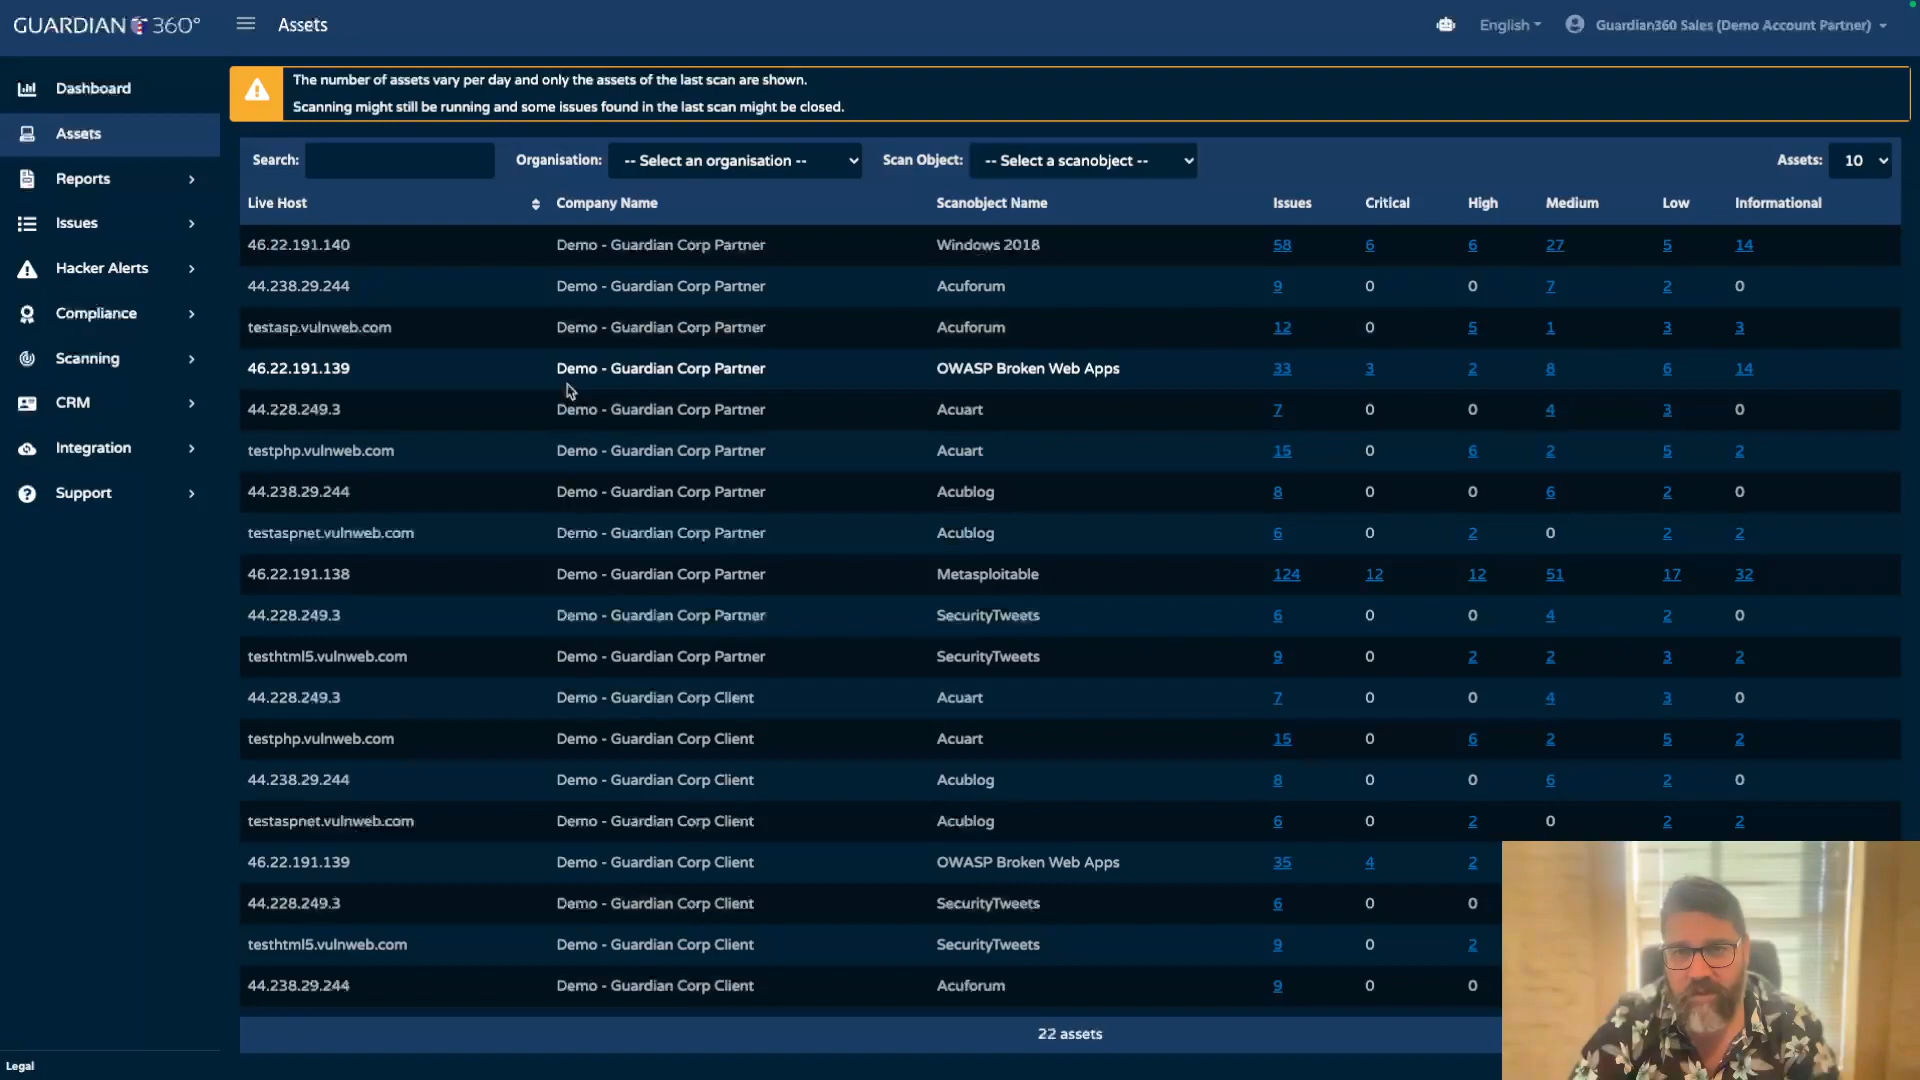 GUARDIAN 360°
Assets
English
Guardian360 Sales (Demo Account Partner)
Dashboard
Assets
Reports
Issues
Hacker Alerts
Compliance
Scanning
CRM
Integration
Support
Legal
The number of assets vary per day and only the assets of the last scan are shown.
Scanning might still be running and some issues found in the last scan might be closed.
Search: Organisation: -- Select an organisation -- Scan Object: -- Select a scanobject -- Assets: 10
Live Host Company Name Scanobject Name Issues Critical High Medium Low Informational
46.22.191.140 Demo - Guardian Corp Partner Windows 2018 58 6 6 27 5 14
44.238.29.244 Demo - Guardian Corp Partner Acuforum 9 0 0 7 2 0
testasp.vulnweb.com Demo - Guardian Corp Partner Acuforum 12 0 5 1 3 3
46.22.191.139 Demo - Guardian Corp Partner OWASP Broken Web Apps 33 3 2 8 6 14
44.228.249.3 Demo - Guardian Corp Partner Acuart 7 0 0 4 3 0
testphp.vulnweb.com Demo - Guardian Corp Partner Acuart 15 0 6 2 5 2
44.238.29.244 Demo - Guardian Corp Partner Acublog 8 0 0 6 2 0
testaspnet.vulnweb.com Demo - Guardian Corp Partner Acublog 6 0 2 0 2 2
46.22.191.138 Demo - Guardian Corp Partner Metasploitable 124 12 12 51 17 32
44.228.249.3 Demo - Guardian Corp Partner SecurityTweets 6 0 0 4 2 0
testhtml5.vulnweb.com Demo - Guardian Corp Partner SecurityTweets 9 0 2 2 3 2
44.228.249.3 Demo - Guardian Corp Client Acuart 7 0 0 4 3 0
testphp.vulnweb.com Demo - Guardian Corp Client Acuart 15 0 6 2 5 2
44.238.29.244 Demo - Guardian Corp Client Acublog 8 0 0 6 2 0
testaspnet.vulnweb.com Demo - Guardian Corp Client Acublog 6 0 2 0 2 2
46.22.191.139 Demo - Guardian Corp Client OWASP Broken Web Apps 35 4 2
44.228.249.3 Demo - Guardian Corp Client SecurityTweets 6 0 0
testhtml5.vulnweb.com Demo - Guardian Corp Client SecurityTweets 9 0 2
44.238.29.244 Demo - Guardian Corp Client Acuforum 9 0 0
22 assets